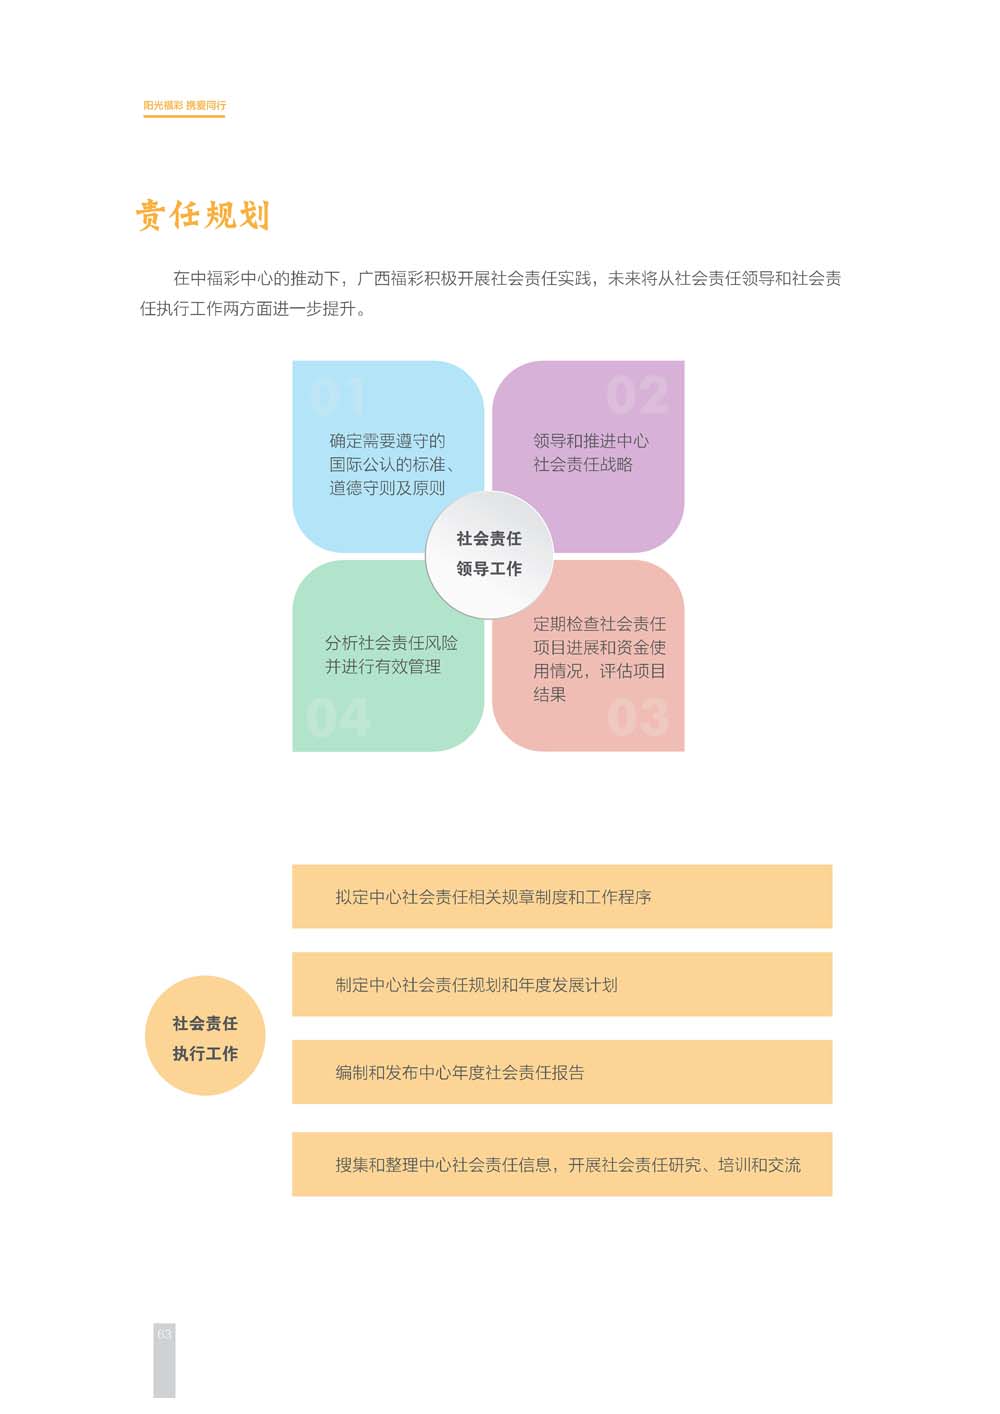 阳光福彩 携爱同行
责任规划
在中福彩中心的推动下，广西福彩积极开展社会责任实践，未来将从社会责任领导和社会责
任执行工作两方面进一步提升。
01
确定需要遵守的
国际公认的标准、
道德守则及原则
02
领导和推进中心
社会责任战略
社会责任
领导工作
分析社会责任风险
并进行有效管理
04
定期检查社会责任
项目进展和资金使
用情况，评估项目
结果
03
拟定中心社会责任相关规章制度和工作程序
制定中心社会责任规划和年度发展计划
社会责任
执行工作
编制和发布中心年度社会责任报告
搜集和整理中心社会责任信息，开展社会责任研究、培训和交流
63